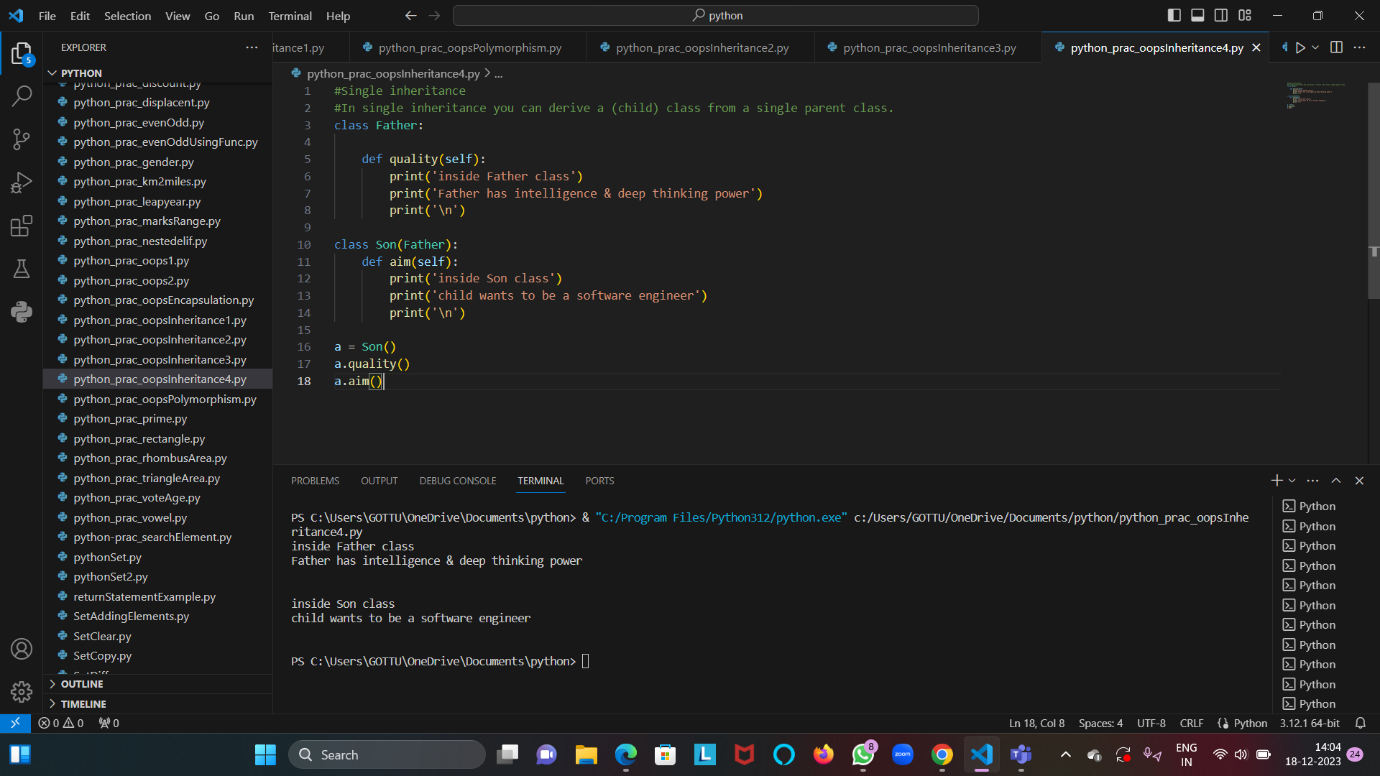 File Edit Selection View Go Run Terminal Help
python
EXPLORER
itance1.py
python_prac_oopsPolymorphism.py
python_prac_oopsInheritance2.py
python_prac_oopsInheritance3.py
python_prac_oopsInheritance4.py
5
PYTHON
python_prac_discount.py
python_prac_displacent.py
python_prac_evenOdd.py
python_prac_evenOddUsingFunc.py
python_prac_gender.py
python_prac_km2miles.py
python_prac_leapyear.py
python_prac_marksRange.py
python_prac_nestedelif.py
python_prac_oops1.py
python_prac_oops2.py
python_prac_oopsEncapsulation.py
python_prac_oopsInheritance1.py
python_prac_oopsInheritance2.py
python_prac_oopsInheritance3.py
python_prac_oopsInheritance4.py
python_prac_oopsPolymorphism.py
python_prac_prime.py
python_prac_rectangle.py
python_prac_rhombusArea.py
python_prac_triangleArea.py
python_prac_voteAge.py
python_prac_vowel.py
python-prac_searchElement.py
pythonSet.py
pythonSet2.py
returnStatementExample.py
SetAddingElements.py
SetClear.py
SetCopy.py
OUTLINE
TIMELINE
python_prac_oopsInheritance4.py > ...
1 #Single inheritance
2 #In single inheritance you can derive a (child) class from a single parent class.
3 class Father:
4
5 def quality(self):
6 print('inside Father class')
7 print('Father has intelligence & deep thinking power')
8 print('\n')
9
10 class Son(Father):
11 def aim(self):
12 print('inside Son class')
13 print('child wants to be a software engineer')
14 print('\n')
15
16 a = Son()
17 a.quality()
18 a.aim()
PROBLEMS OUTPUT DEBUG CONSOLE TERMINAL PORTS
PS C:\Users\GOTTU\OneDrive\Documents\python> & "C:/Program Files/Python312/python.exe" c:/Users/GOTTU/OneDrive/Documents/python/python_prac_oopsInhe
ritance4.py
inside Father class
Father has intelligence & deep thinking power
inside Son class
child wants to be a software engineer
PS C:\Users\GOTTU\OneDrive\Documents\python>
Python
Python
Python
Python
Python
Python
Python
Python
Python
Python
Python
0 0 0
Ln 18, Col 8 Spaces: 4 UTF-8 CRLF Python 3.12.1 64-bit
Search
L
8
zoom
ENG
IN
14:04
18-12-2023
24